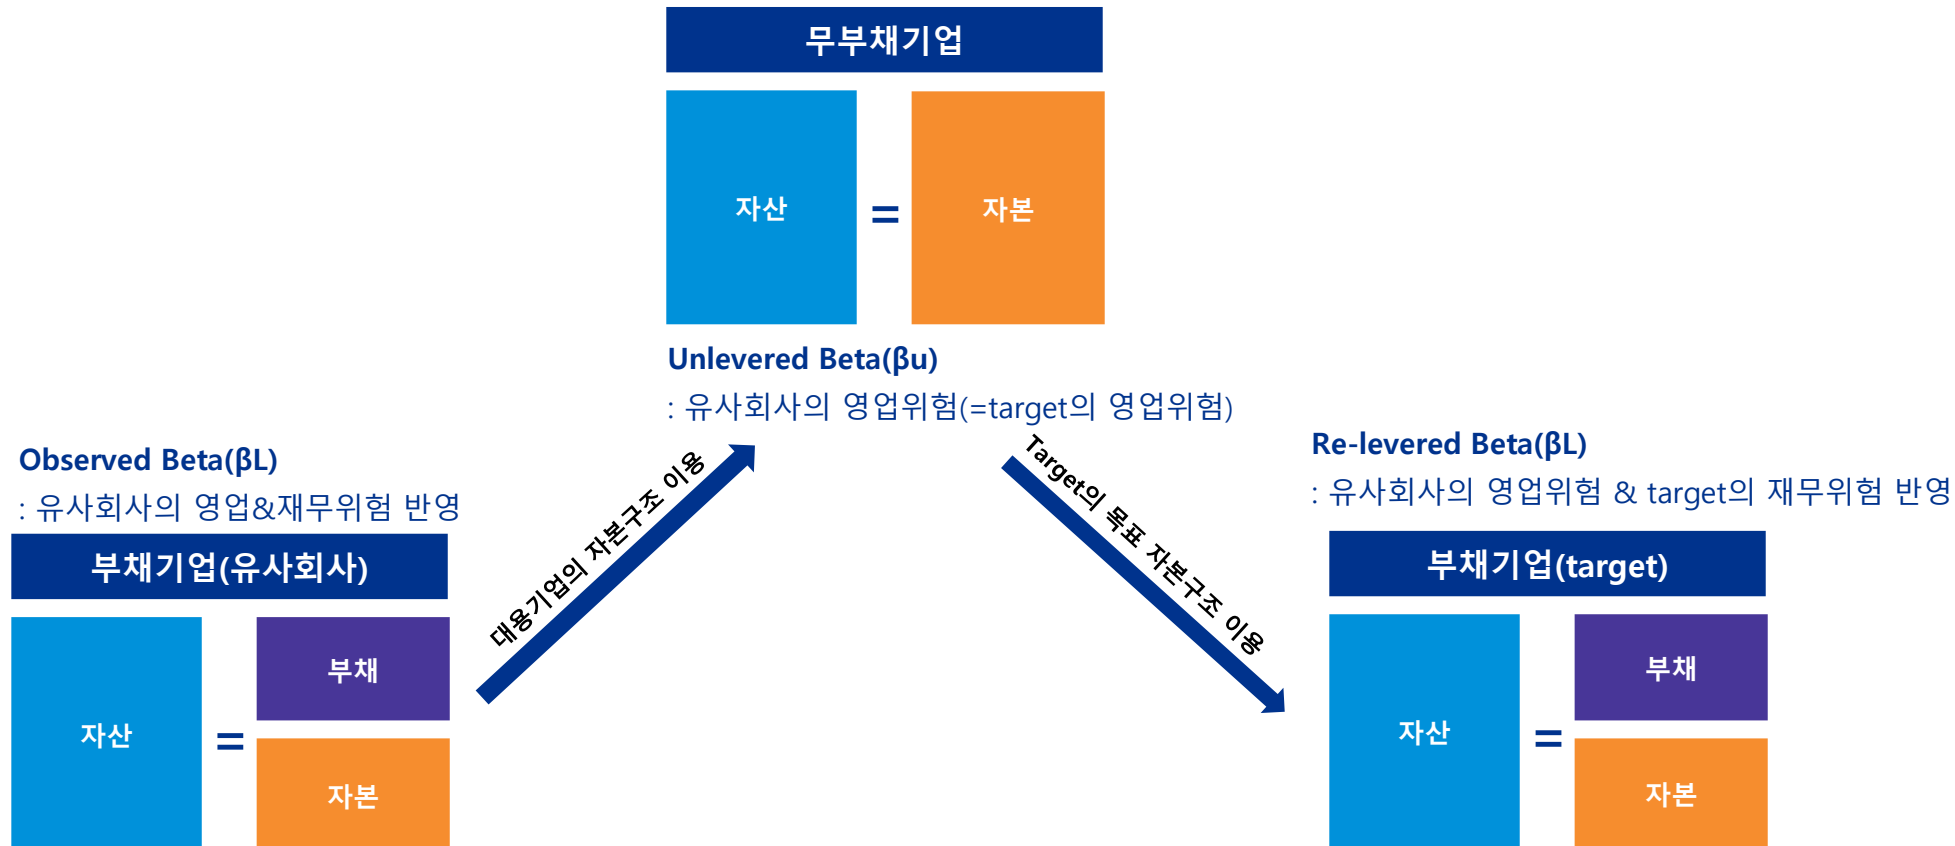 무부채기업
자산
=
자본
Unlevered Beta(βu)
: 유사회사의 영업위험(=target의 영업위험)
Observed Beta(βL)
: 유사회사의 영업&재무위험 반영
부채기업(유사회사)
자산
=
부채
자본
대용기업의 자본구조 이용
Target의 목표 자본구조 이용
Re-levered Beta(βL)
: 유사회사의 영업위험 & target의 재무위험 반영
부채기업(target)
자산
=
부채
자본